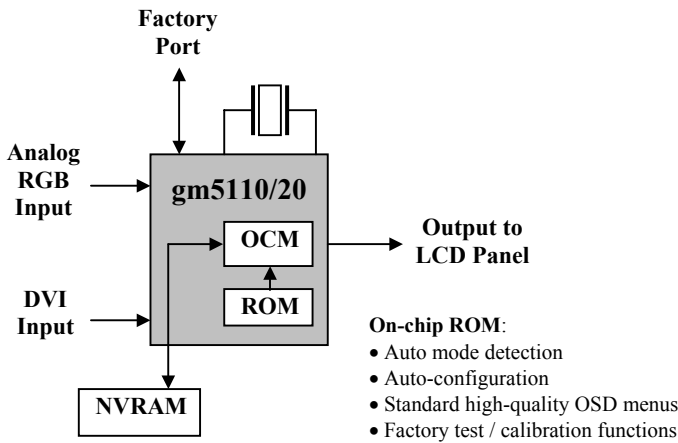 Factory
Port
Analog
RGB
Input
gm5110/20
OCM
Output to
LCD Panel
ROM
DVI
Input
NVRAM
On-chip ROM:
• Auto mode detection
• Auto-configuration
• Standard high-quality OSD menus
• Factory test / calibration functions